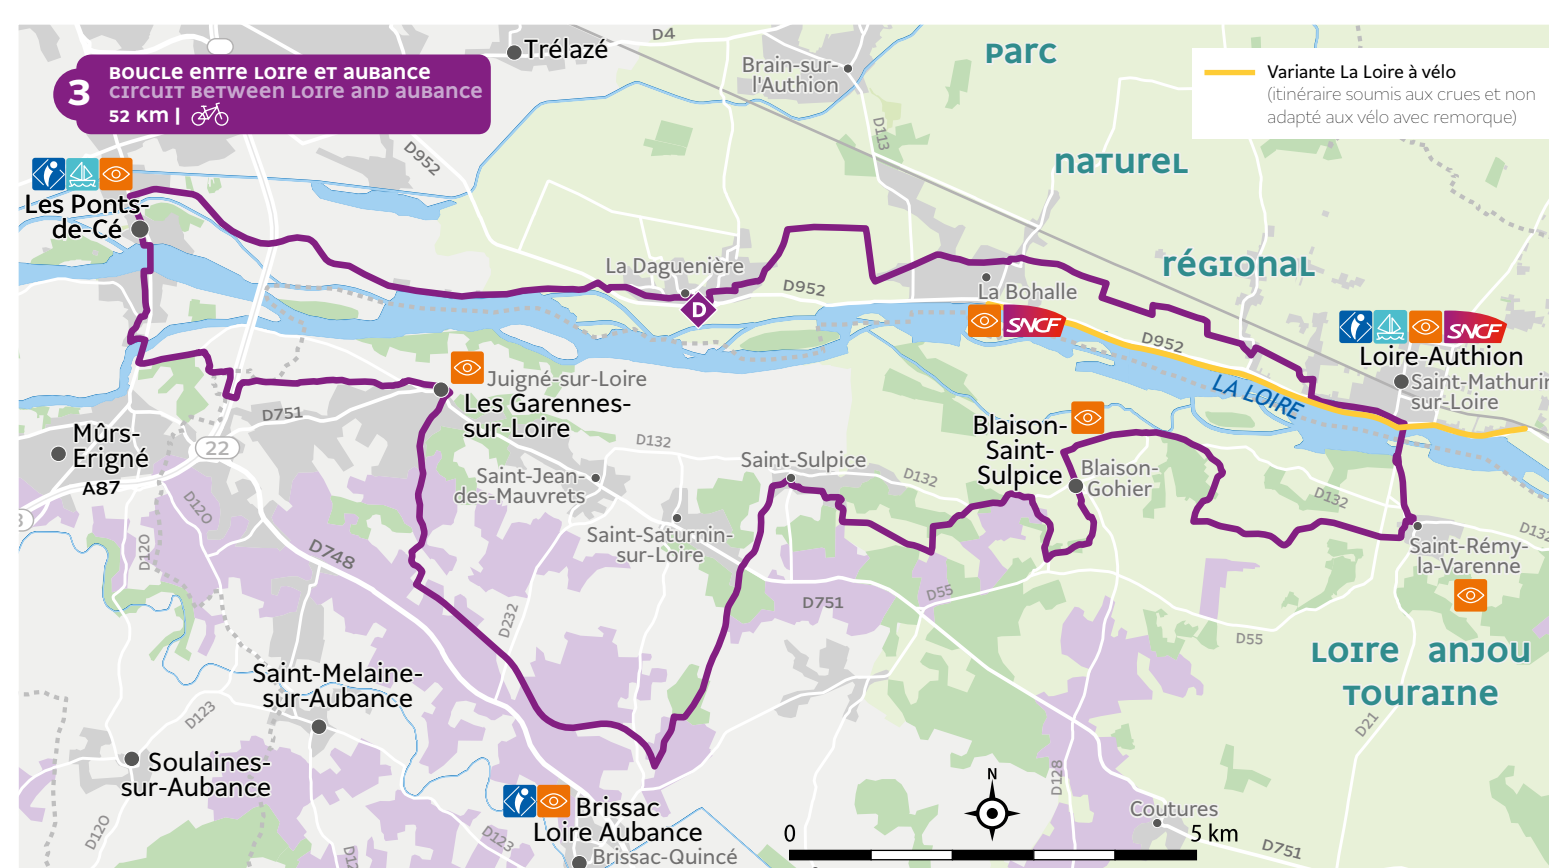 3
Boucle entre Loire et Aubance
Circuit between Loire and Aubance
52 km |
Trélazé
D4
Brain-sur-
l'Authion
Parc
Variante La Loire à vélo
(itinéraire soumis aux crues et non
adapté aux vélo avec remorque)
D952
D113
naturel
Les Ponts-
de-Cé
La Daguenière
D
D952
régional
La Bohalle
SNCF
D952
LA LOIRE
SNCF
Loire-Authion
Saint-Mathurin
sur-Loire
Juigné-sur-Loire
Les Garennes-
sur-Loire
D751
Mûrs-
Erigné
22
A87
D132
Saint-Jean-
des-Mauvrets
Saint-Sulpice
D132
Blaison-
Saint-
Sulpice
Blaison-
Gohier
D132
D132
Saint-Rémy-
la-Varenne
D120
D120
D748
Saint-Saturnin-
sur-Loire
D232
D751
D55
D55
Loire anjou
Touraine
D21
Saint-Melaine-
sur-Aubance
D123
Soulaines-
sur-Aubance
D120
D123
Brissac
Loire Aubance
Brissac-Quincé
D128
N
Coutures
0
5 km
D751